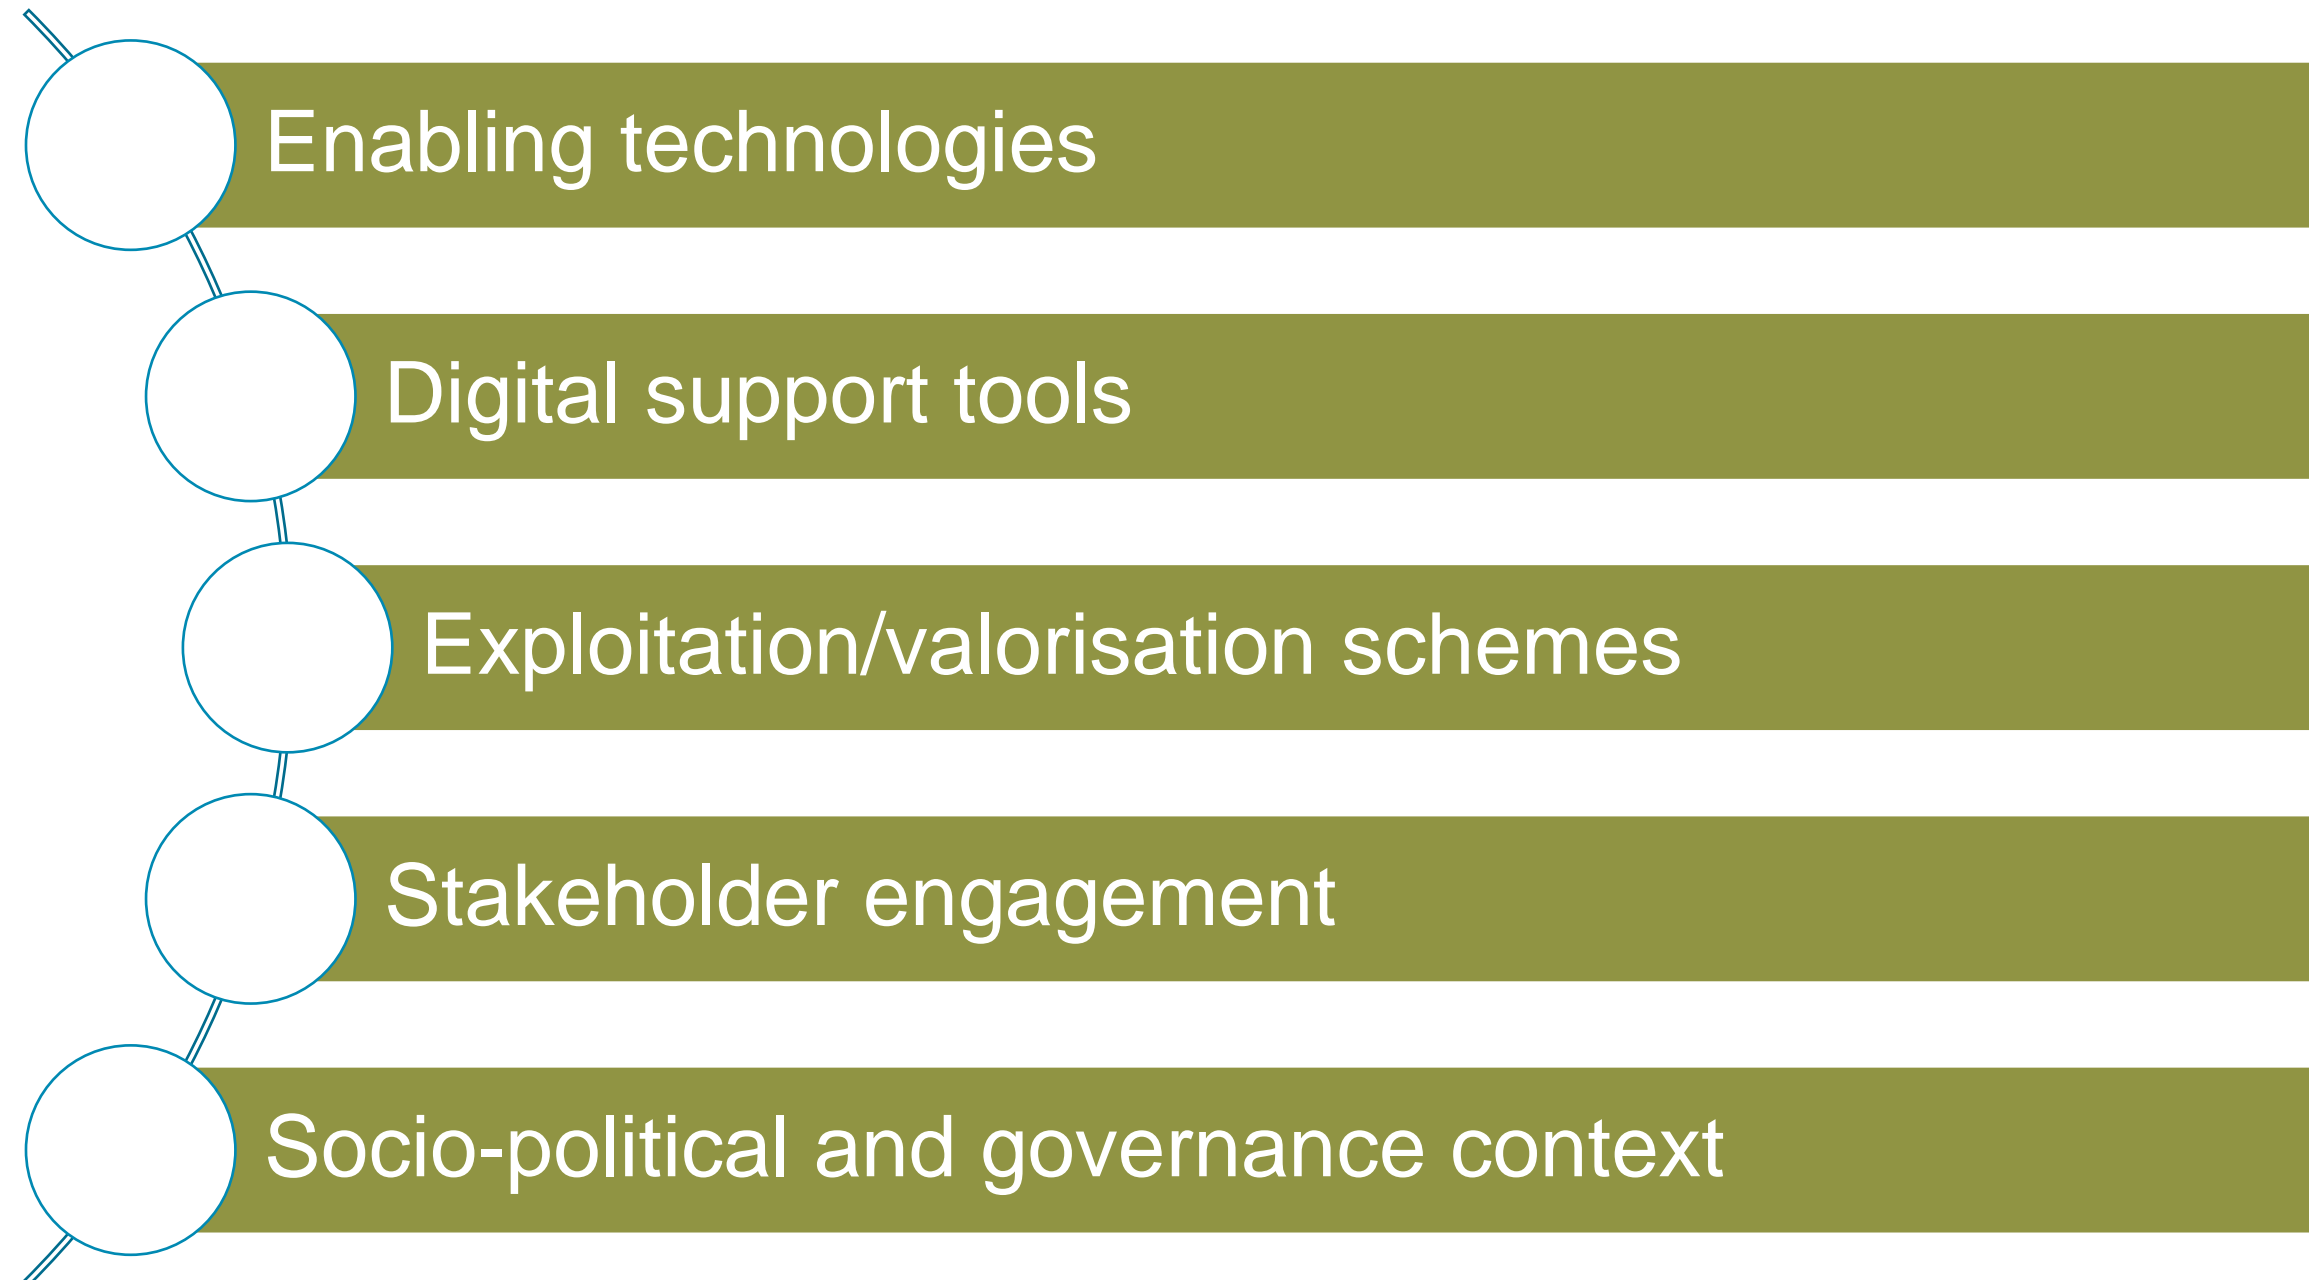 Enabling technologies
Digital support tools
Exploitation/valorisation schemes
Stakeholder engagement
Socio-political and governance context